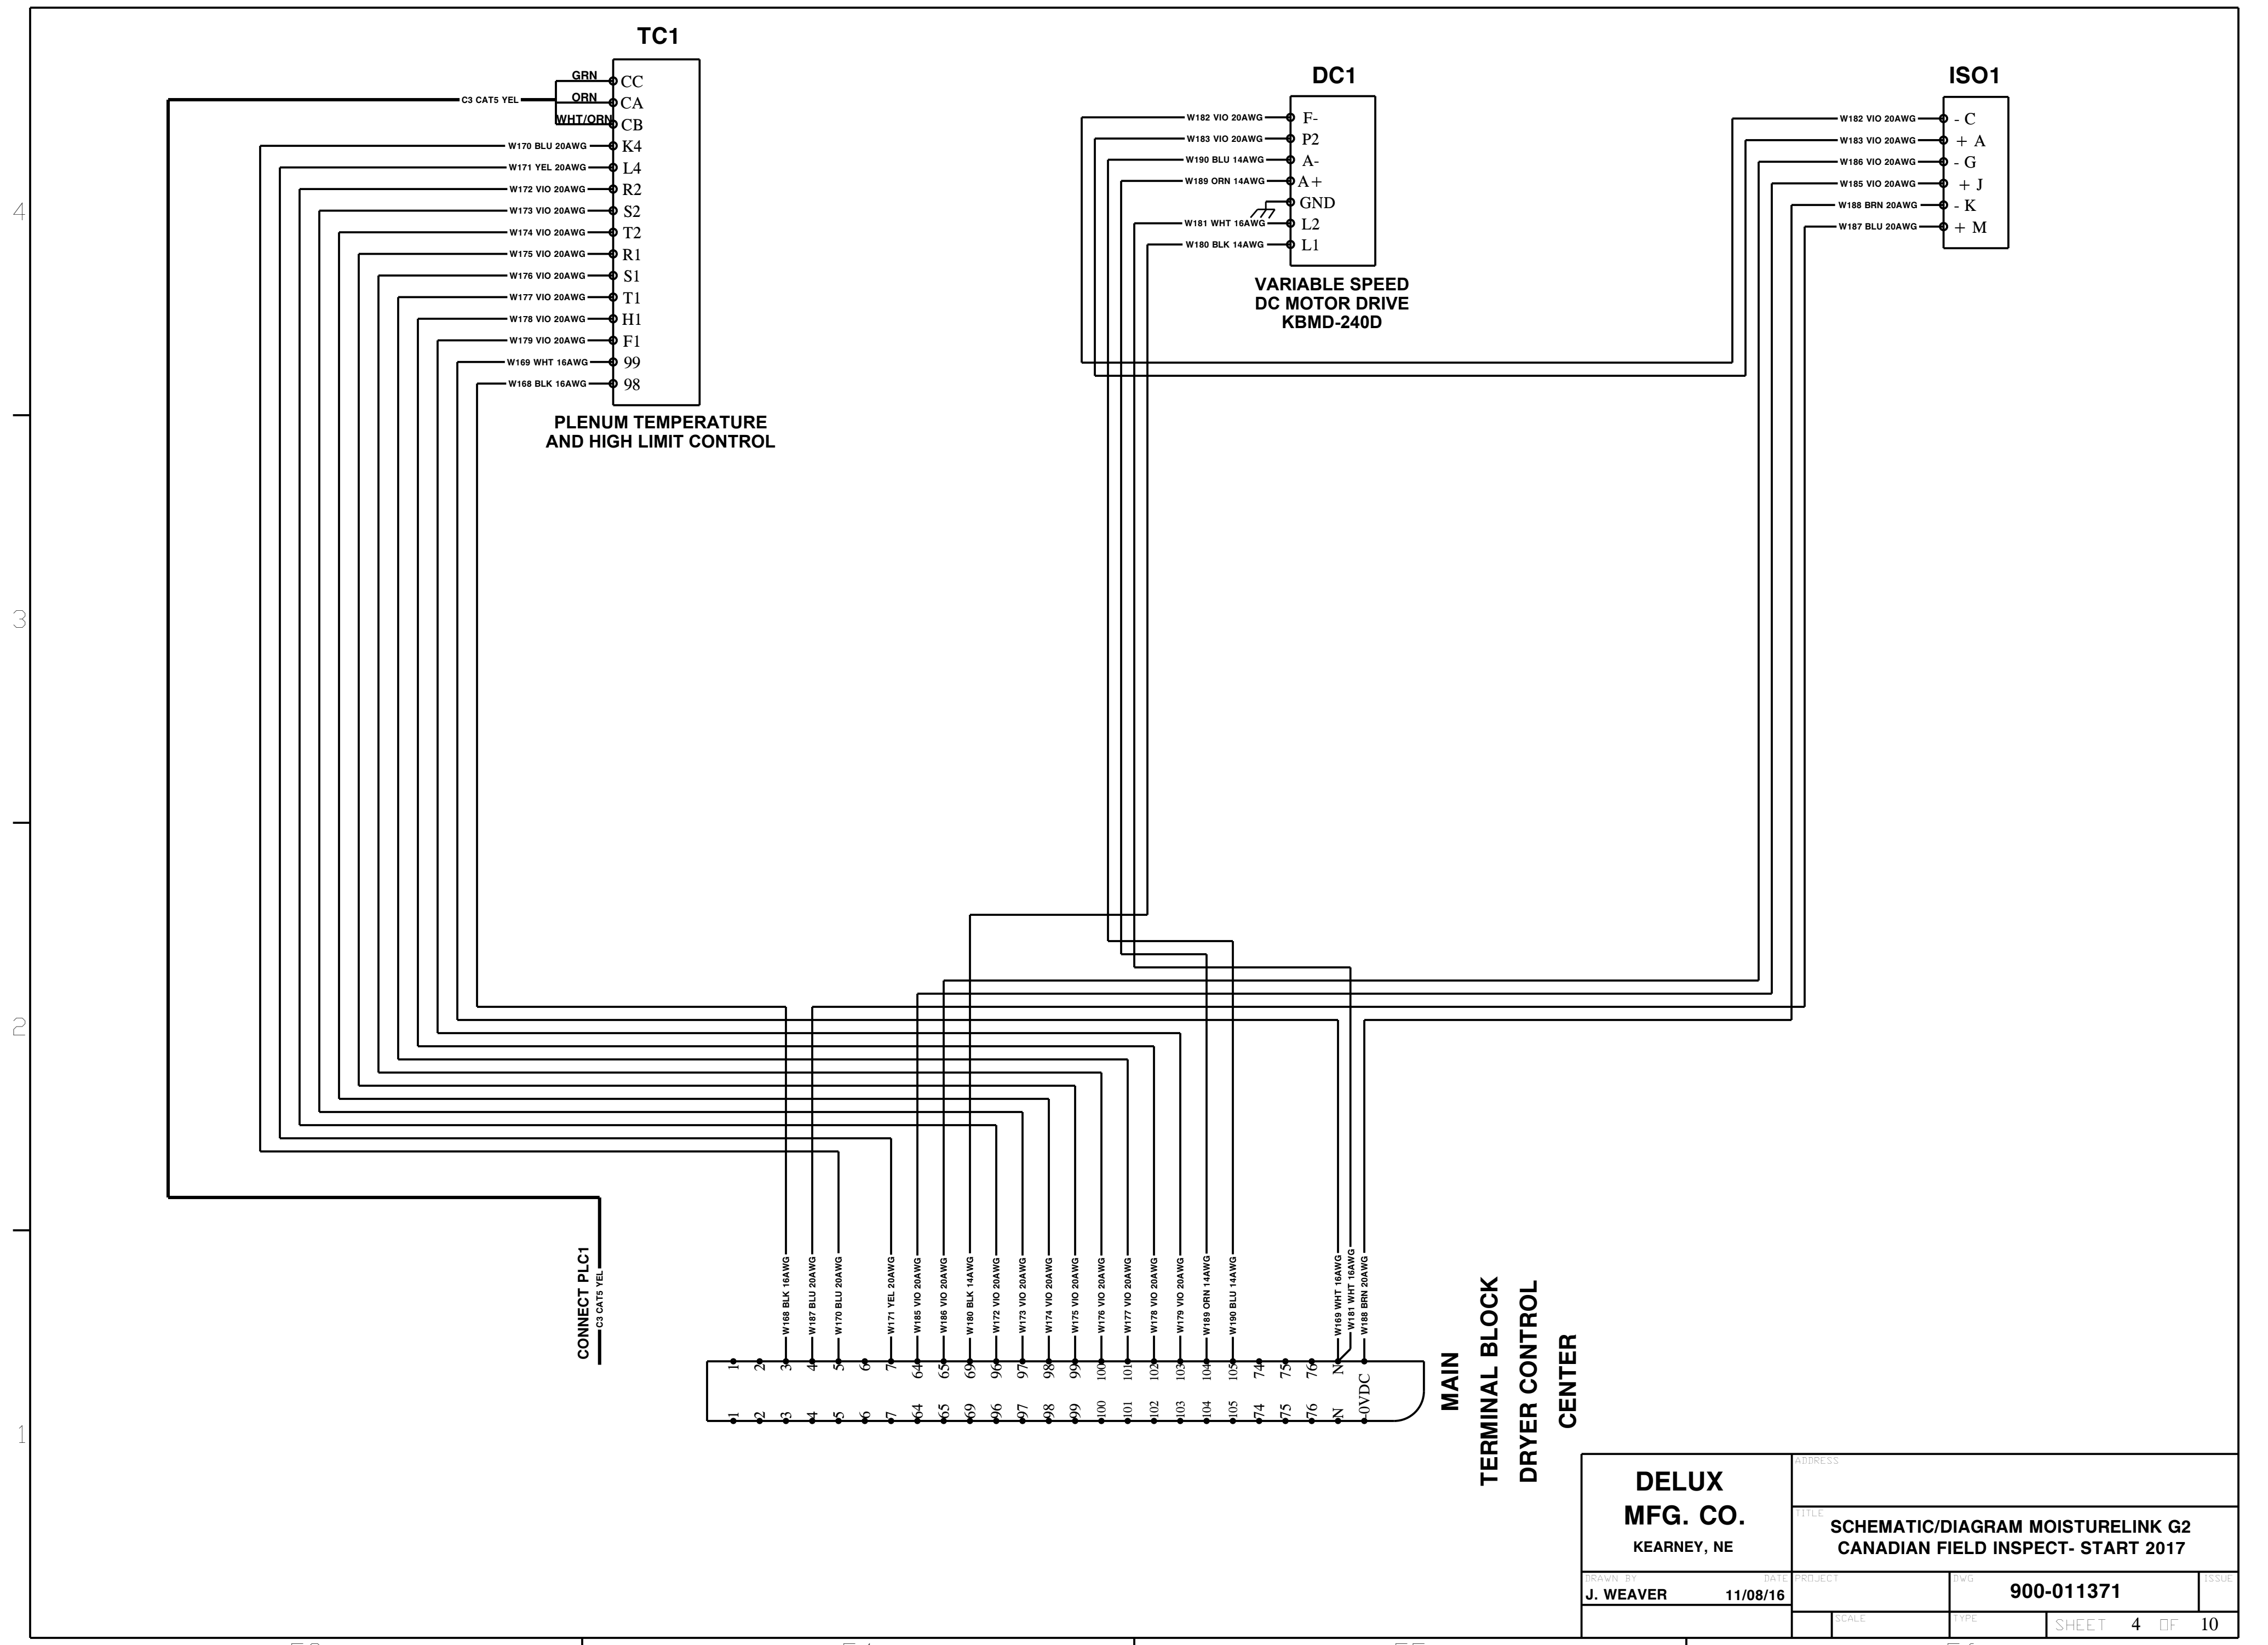 TC1
GRN CC
C3 CAT5 YEL ORN CA
WHT/ORN CB
W170 BLU 20AWG K4
W171 YEL 20AWG L4
W172 VIO 20AWG R2
W173 VIO 20AWG S2
W174 VIO 20AWG T2
W175 VIO 20AWG R1
W176 VIO 20AWG S1
W177 VIO 20AWG T1
W178 VIO 20AWG H1
W179 VIO 20AWG F1
W169 WHT 16AWG 99
W168 BLK 16AWG 98
PLENUM TEMPERATURE
AND HIGH LIMIT CONTROL
DC1
W182 VIO 20AWG F-
W183 VIO 20AWG P2
W190 BLU 14AWG A-
W189 ORN 14AWG A+
GND
W181 WHT 16AWG L2
W180 BLK 14AWG L1
VARIABLE SPEED
DC MOTOR DRIVE
KBMD-240D
ISO1
W182 VIO 20AWG - C
W183 VIO 20AWG + A
W186 VIO 20AWG - G
W185 VIO 20AWG + J
W188 BRN 20AWG - K
W187 BLU 20AWG + M
4
3
2
1
CONNECT PLC1
C3 CAT5 YEL
W168 BLK 16AWG
W187 BLU 20AWG
W170 BLU 20AWG
W171 YEL 20AWG
W185 VIO 20AWG
W186 VIO 20AWG
W180 BLK 14AWG
W172 VIO 20AWG
W173 VIO 20AWG
W174 VIO 20AWG
W175 VIO 20AWG
W176 VIO 20AWG
W177 VIO 20AWG
W178 VIO 20AWG
W179 VIO 20AWG
W189 ORN 14AWG
W190 BLU 14AWG
W169 WHT 16AWG
W181 WHT 16AWG
W188 BRN 20AWG
1 2 3 4 5 6 7 64 65 69 96 97 98 99 100 101 102 103 104 105 74 75 76 N
1 2 3 4 5 6 7 64 65 69 96 97 98 99 100 101 102 103 104 105 74 75 76 N -0VDC
MAIN
TERMINAL BLOCK
DRYER CONTROL
CENTER
DELUX
MFG. CO.
KEARNEY, NE
ADDRESS
TITLE
SCHEMATIC/DIAGRAM MOISTURELINK G2
CANADIAN FIELD INSPECT- START 2017
DRAWN BY DATE
J. WEAVER 11/08/16
PROJECT DWG ISSUE
900-011371
SCALE TYPE SHEET 4 OF 10